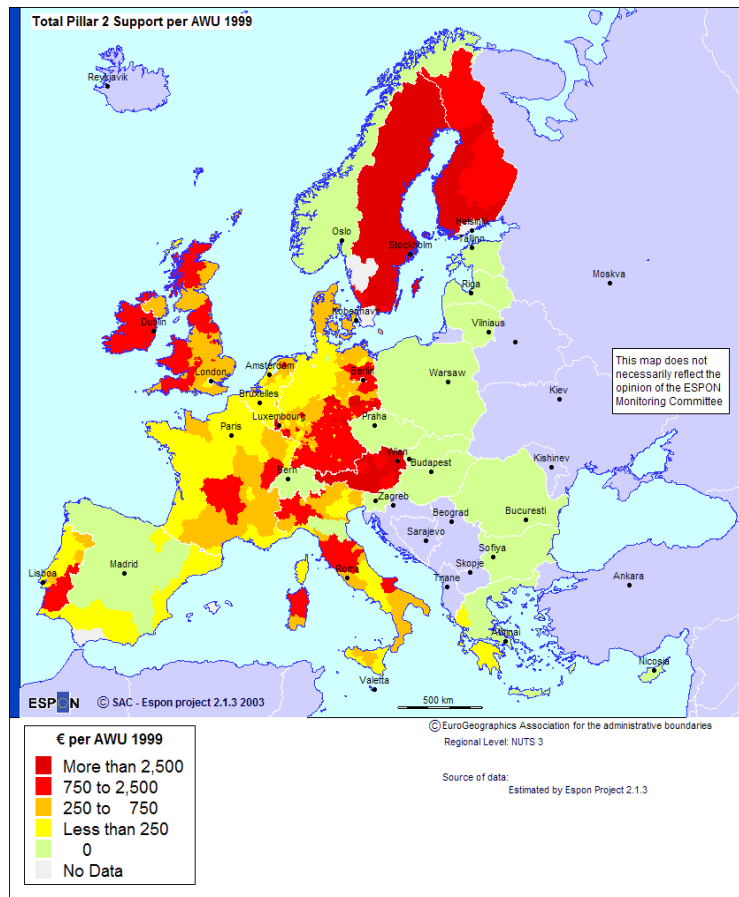 Total Pillar 2 Support per AWU 1999
Reykjavik
Oslo
Helsinki
Tallinn
Stockholm
Riga
Moskva
Kobenhavn
Vilniaus
Dublin
This map does not
necessarily reflect the
opinion of the ESPON
Monitoring Committee
Amsterdam
Berlin
Warsaw
London
Bruxelles
Kiev
Luxembourg
Praha
Paris
Wien
Kishinev
Budapest
Bern
Zagreb
Beograd
Bucuresti
Sarajevo
Sofiya
Madrid
Roma
Skopje
Lisboa
Tirane
Ankara
Athinai
Nicosia
Valetta
500 km
ESPON © SAC - Espon project 2.1.3 2003
© EuroGeographics Association for the administrative boundaries
Regional Level: NUTS 3
Source of data:
Estimated by Espon Project 2.1.3
€ per AWU 1999
More than 2,500
750 to 2,500
250 to 750
Less than 250
0
No Data